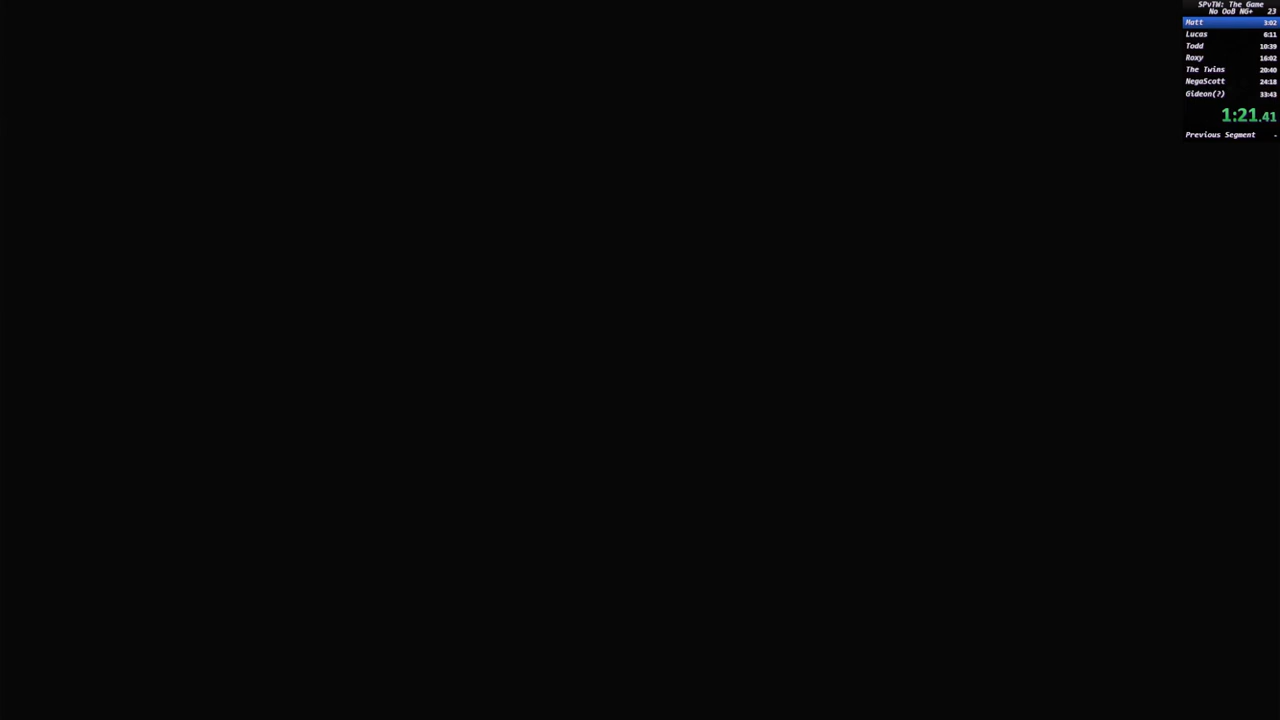 SPvTW: The Game
No OoB NG+ 23
Matt 3:02
Lucas 6:11
Todd 10:39
Roxy 16:02
The Twins 20:40
NegaScott 24:18
Gideon(?) 33:43
1:21.41
Previous Segment -